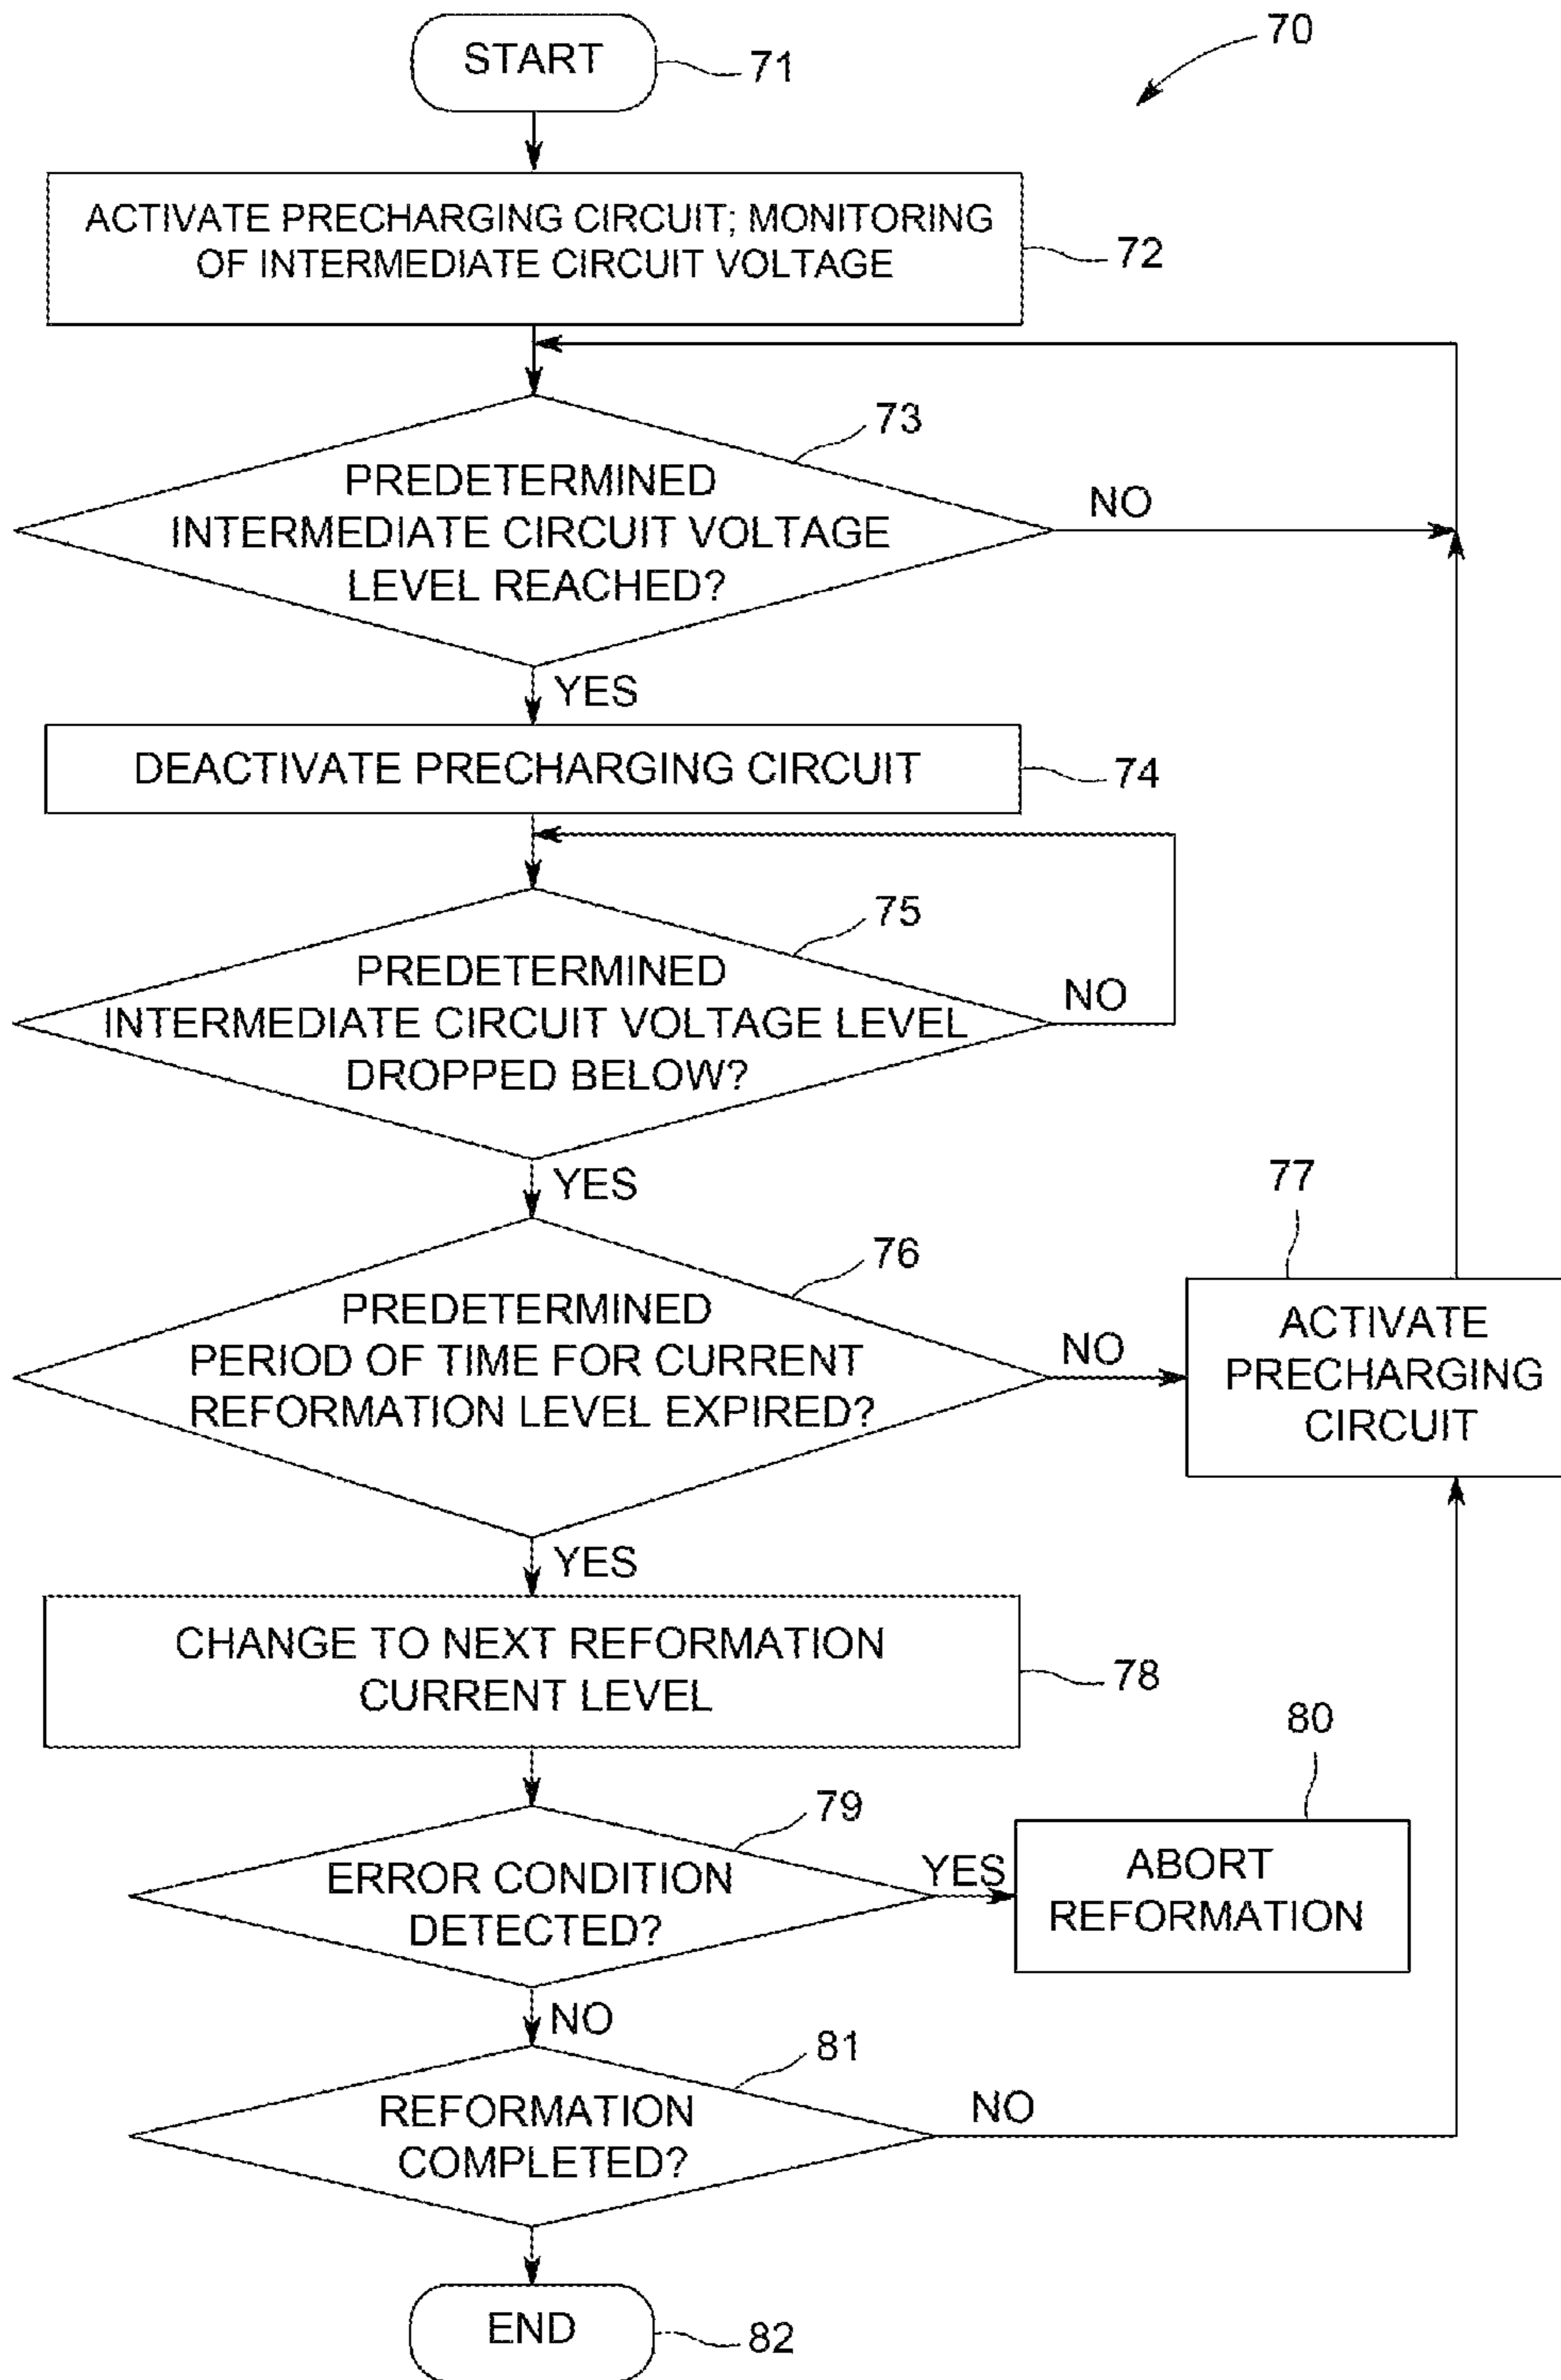 START
71
70
ACTIVATE PRECHARGING CIRCUIT; MONITORING
OF INTERMEDIATE CIRCUIT VOLTAGE
72
73
PREDETERMINED
INTERMEDIATE CIRCUIT VOLTAGE
LEVEL REACHED?
NO
YES
DEACTIVATE PRECHARGING CIRCUIT
74
75
PREDETERMINED
INTERMEDIATE CIRCUIT VOLTAGE LEVEL
DROPPED BELOW?
NO
YES
76
PREDETERMINED
PERIOD OF TIME FOR CURRENT
REFORMATION LEVEL EXPIRED?
NO
77
ACTIVATE
PRECHARGING
CIRCUIT
YES
CHANGE TO NEXT REFORMATION
CURRENT LEVEL
78
79
ERROR CONDITION
DETECTED?
YES
80
ABORT
REFORMATION
NO
81
REFORMATION
COMPLETED?
NO
END
82